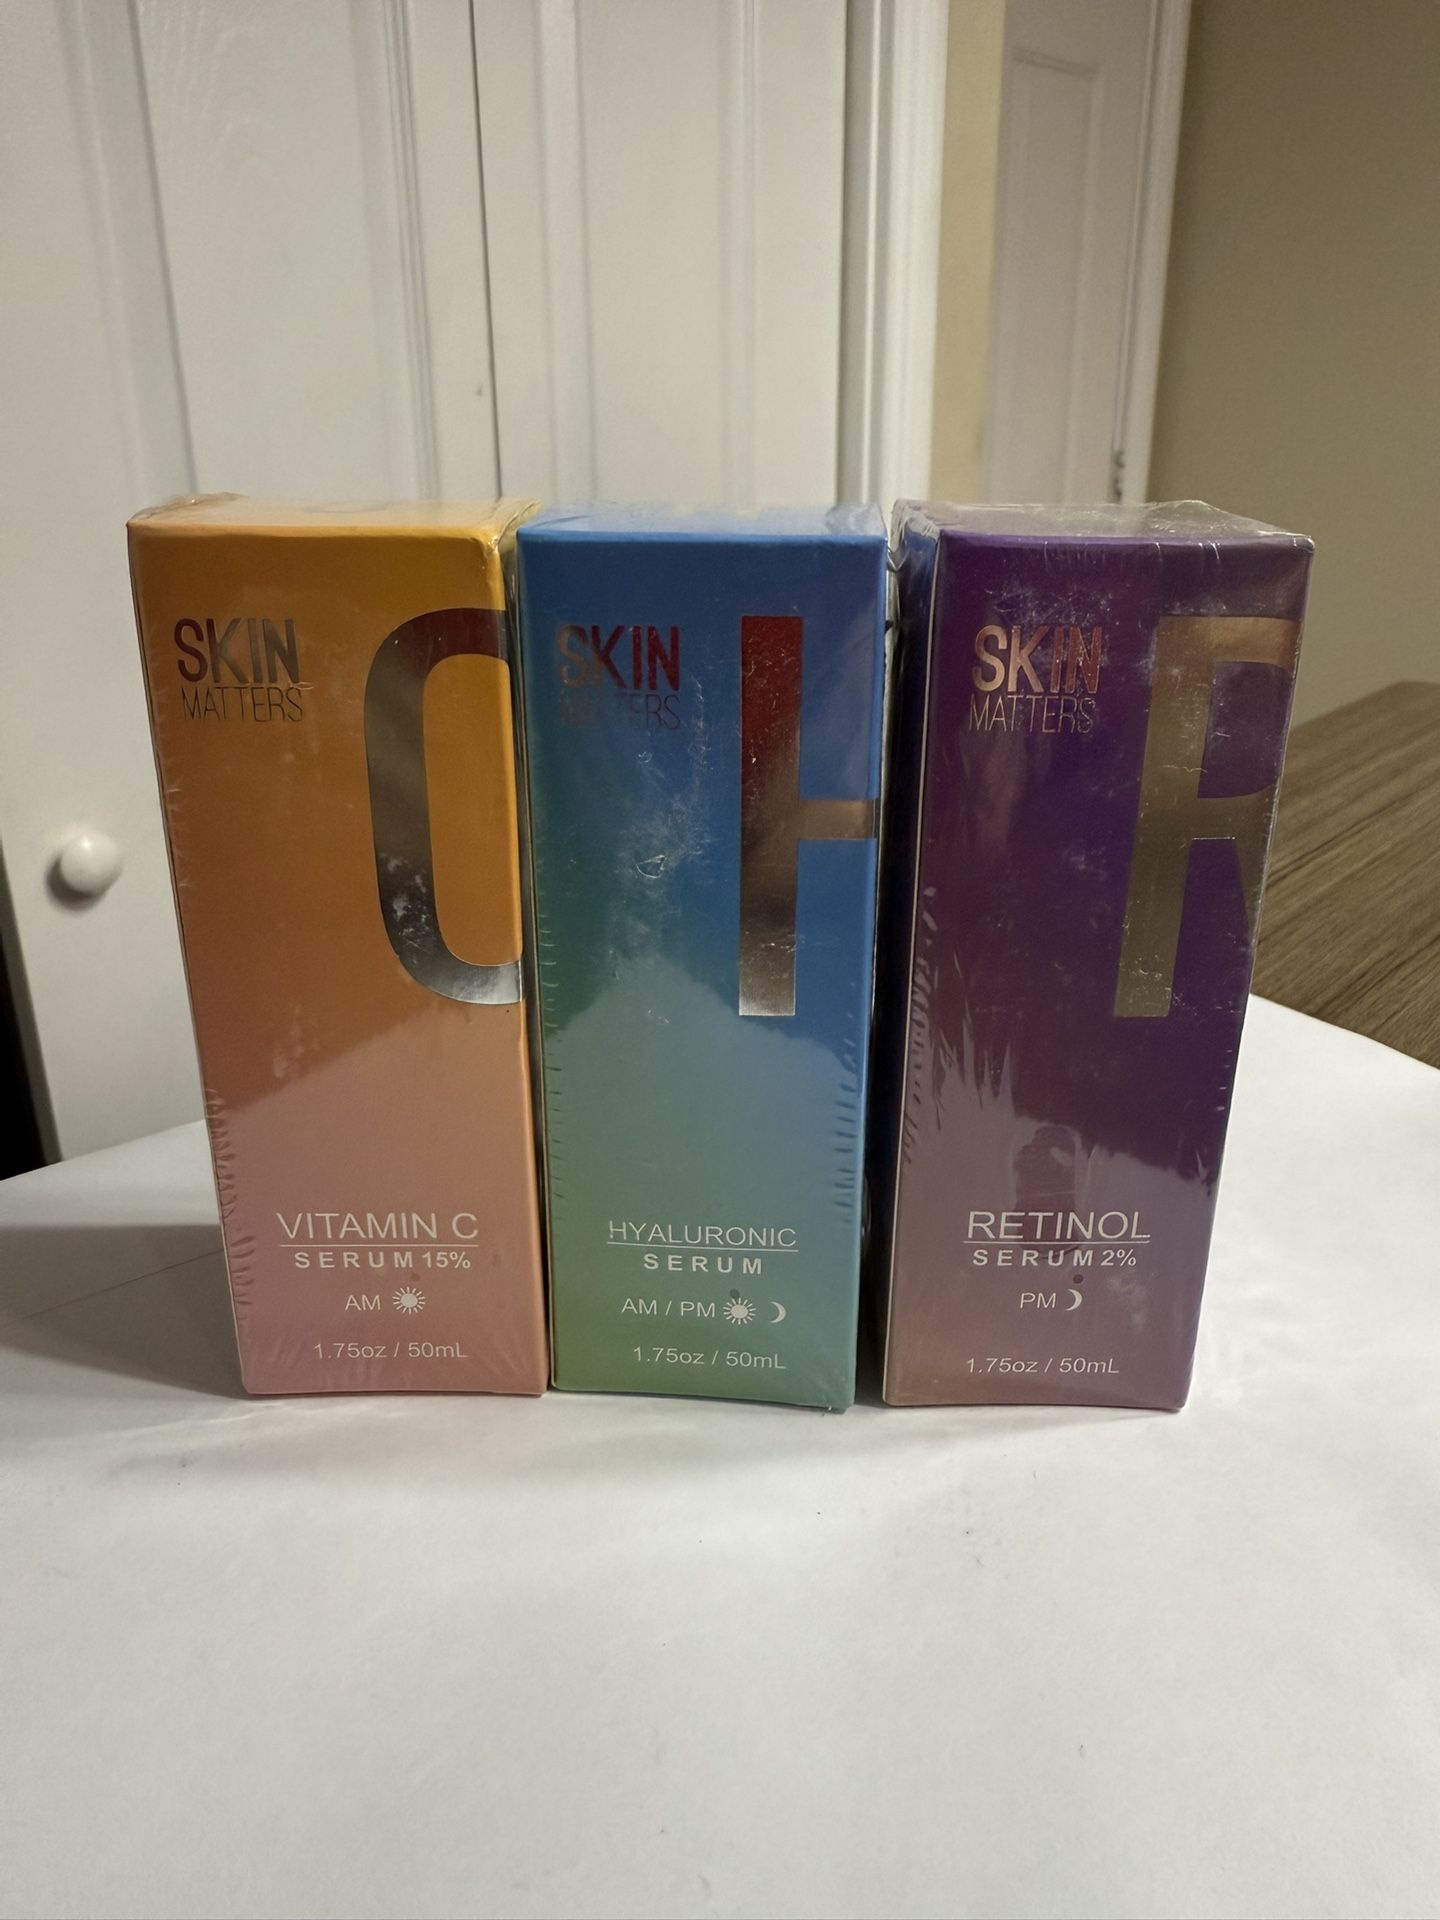 SKIN
MATTERS
C
VITAMIN C
SERUM 15%
AM
1.75oz / 50mL
SKIN
MATTERS
H
HYALURONIC
SERUM
AM / PM
1.75oz / 50mL
SKIN
MATTERS
R
RETINOL
SERUM 2%
PM
1.75oz / 50mL